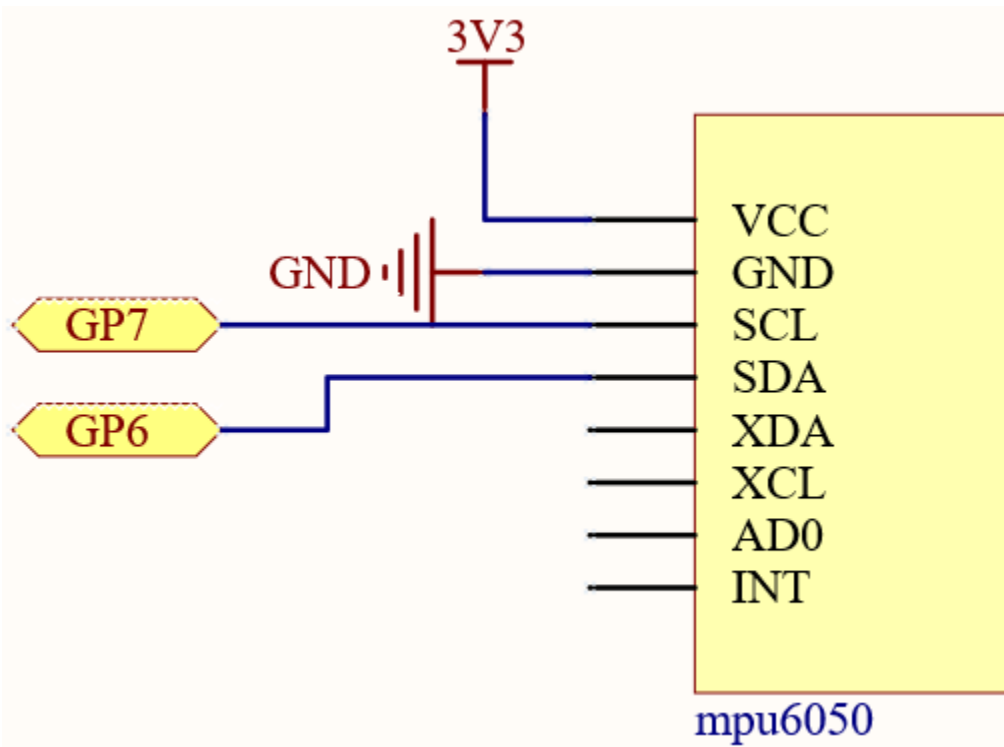 3V3
VCC
GND
GND
GP7
SCL
SDA
GP6
XDA
XCL
AD0
INT
mpu6050